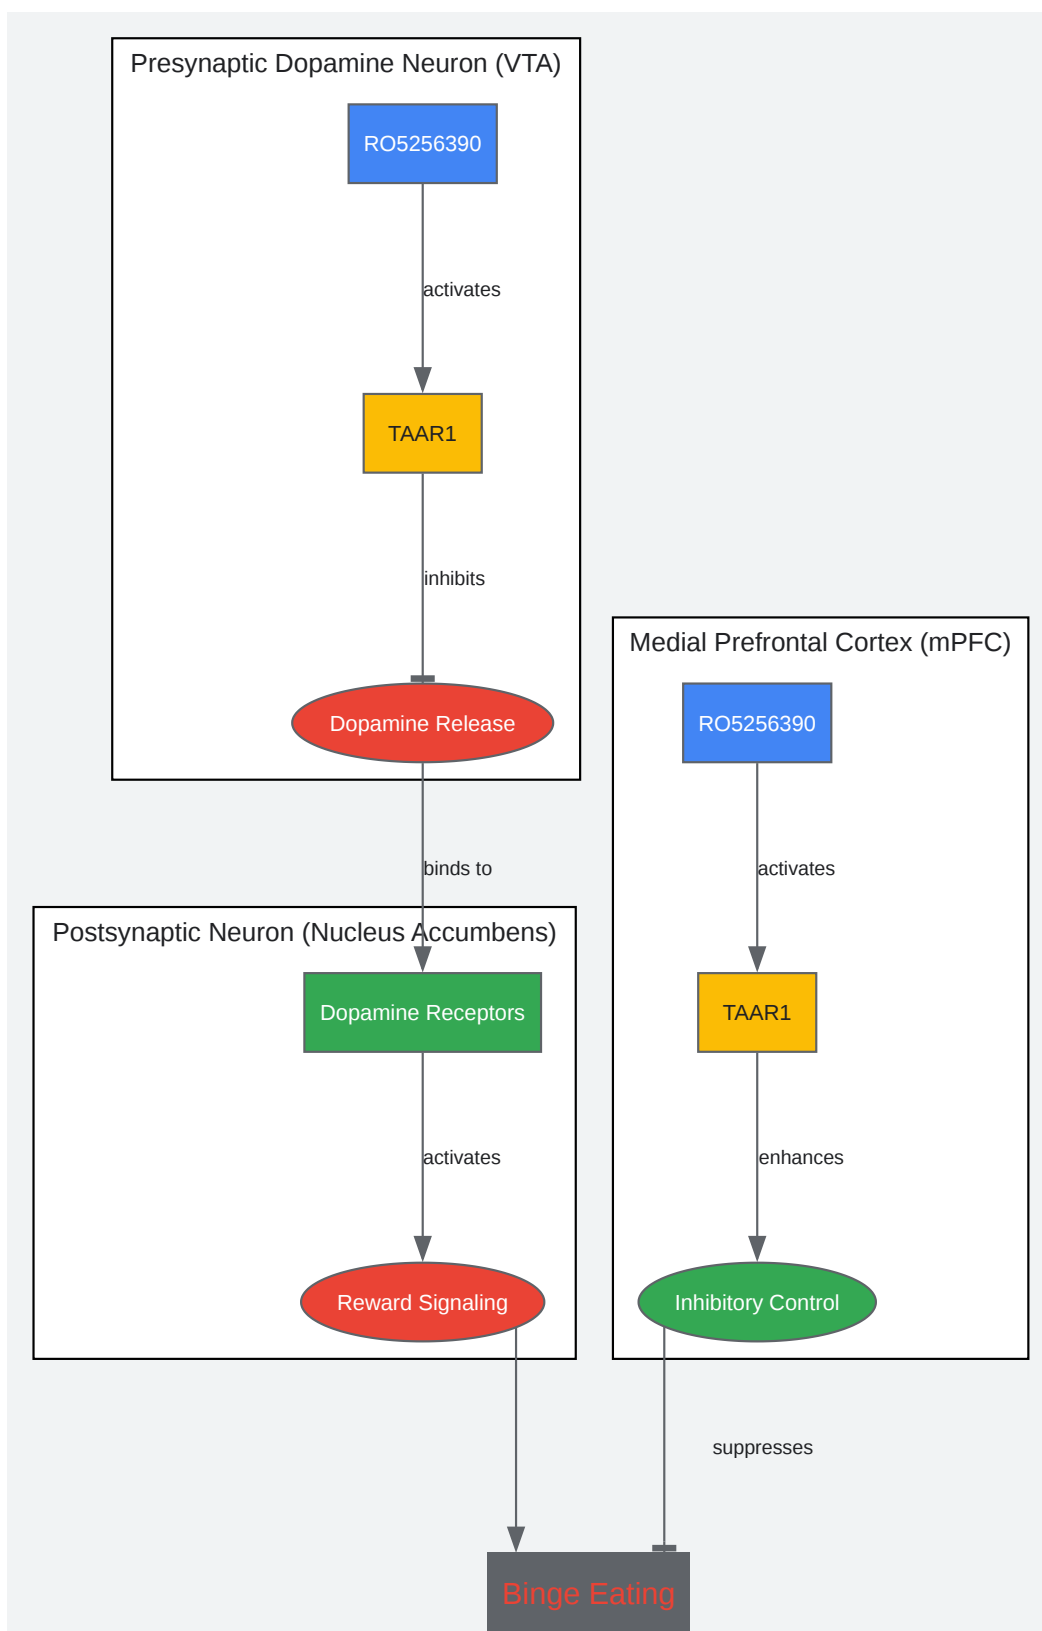 Presynaptic Dopamine Neuron (VTA)
RO5256390
activates
TAAR1
inhibits
Dopamine Release
binds to
Postsynaptic Neuron (Nucleus Accumbens)
Dopamine Receptors
activates
Reward Signaling
Medial Prefrontal Cortex (mPFC)
RO5256390
activates
TAAR1
enhances
Inhibitory Control
suppresses
Binge Eating